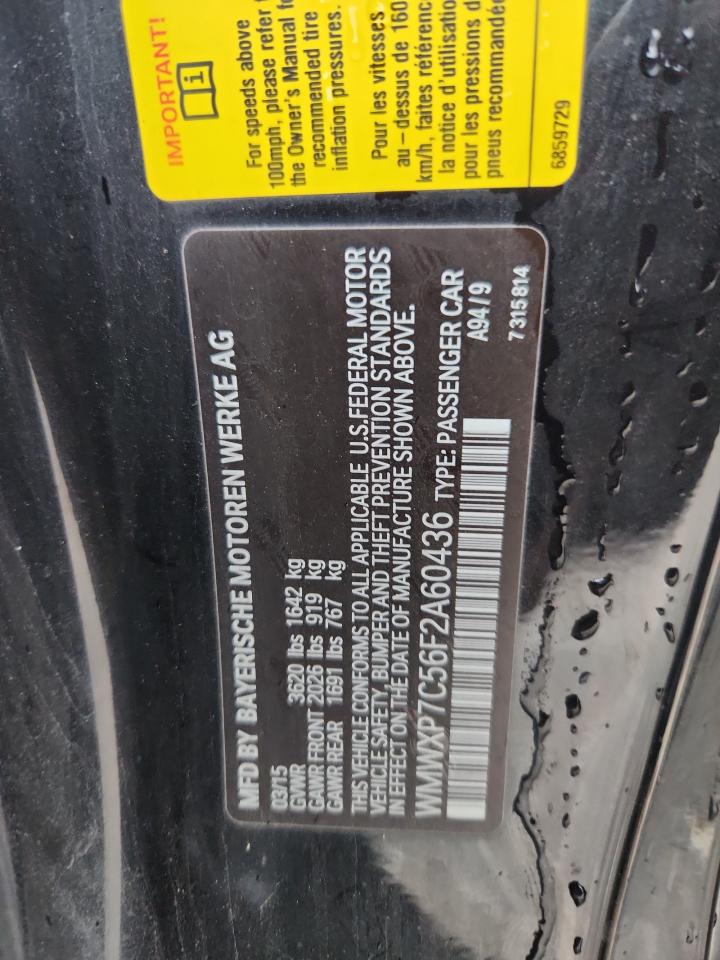 IMPORTANT!
For speeds above
100mph, please refer
the Owner's Manual
recommended tire
inflation pressures.
Pour les vitesses
au-dessus de 160
km/h, faites référenc
la notice d'utilisatio
pour les pressions d
pneus recommandée
6859729
MFD BY BAYERISCHE MOTOREN WERKE AG
03/15
GVWR 3620 lbs 1642 kg
GAWR FRONT 2026 lbs 919 kg
GAWR REAR 1691 lbs 767 kg
THIS VEHICLE CONFORMS TO ALL APPLICABLE U.S.FEDERAL MOTOR
VEHICLE SAFETY, BUMPER AND THEFT PREVENTION STANDARDS
IN EFFECT ON THE DATE OF MANUFACTURE SHOWN ABOVE.
WMWXP7C56F2A60436 TYPE: PASSENGER CAR
A94/9
7315814